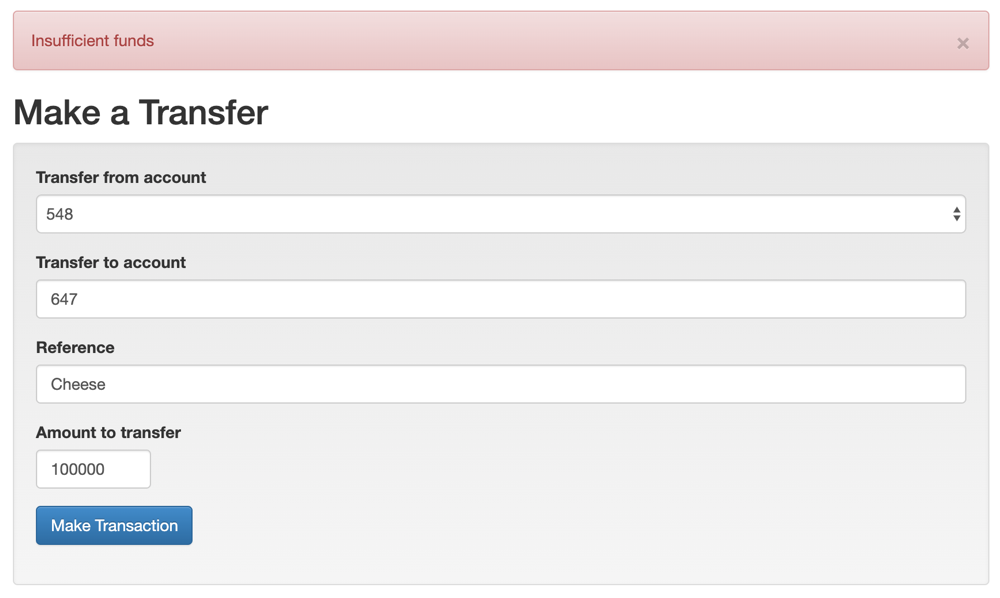 Insufficient funds ×
Make a Transfer
Transfer from account
548
Transfer to account
647
Reference
Cheese
Amount to transfer
100000
Make Transaction